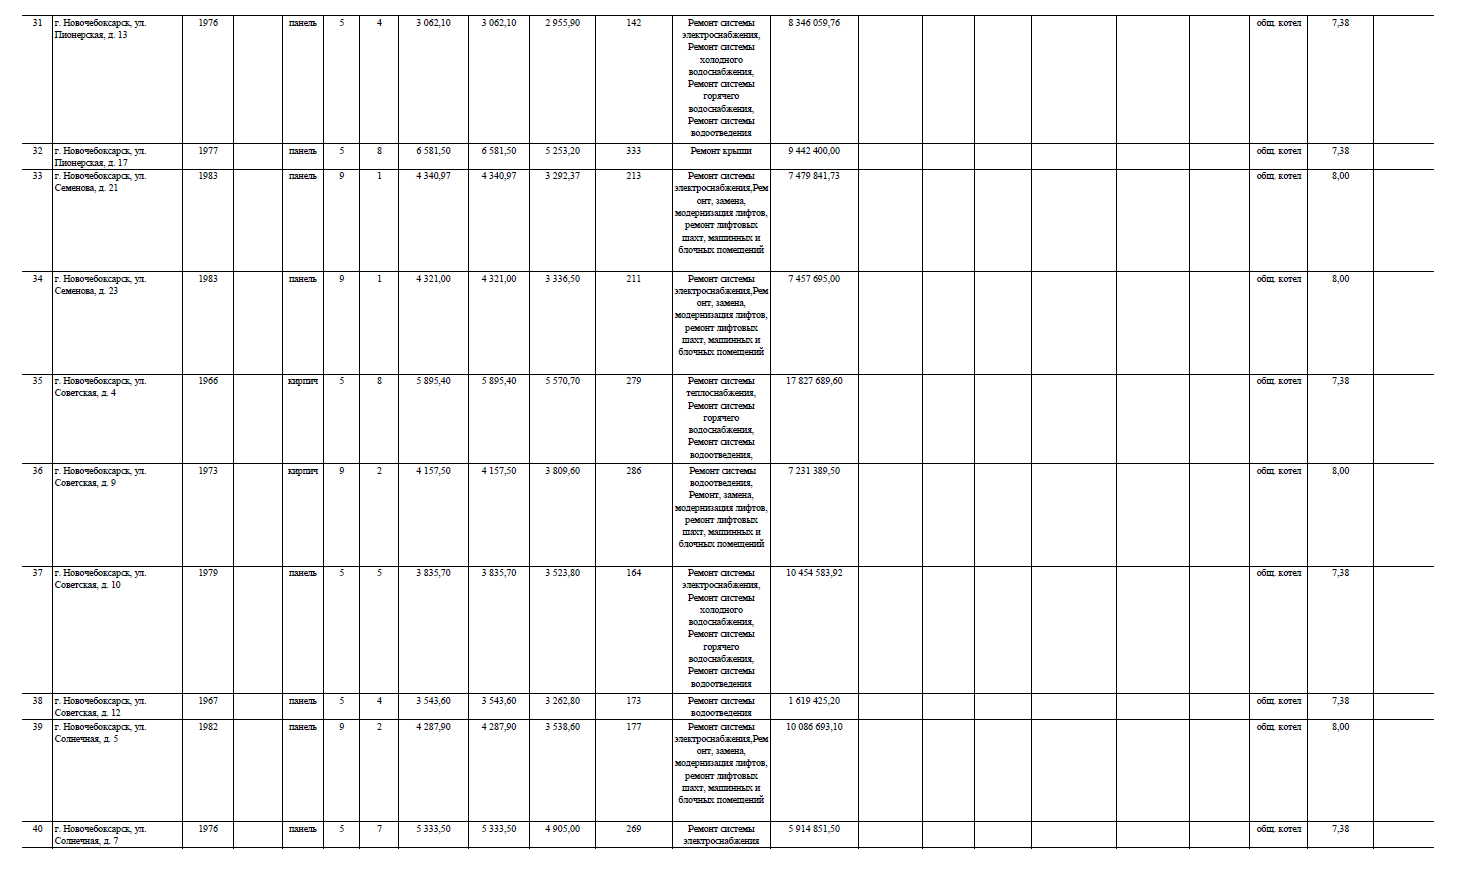 31 г. Новочебоксарск, ул. 1976 панель 5 4 3 062,10 3 062,10 2 955,90 142 Ремонт системы 8 346 059,76 общ. котел 7,38
Пионерская, д. 13 электроснабжения,
Ремонт системы
холодного
водоснабжения,
Ремонт системы
горячего
водоснабжения,
Ремонт системы
водоотведения
32 г. Новочебоксарск, ул. 1977 панель 5 8 6 581,50 6 581,50 5 253,20 333 Ремонт крыши 9 442 400,00 общ. котел 7,38
Пионерская, д. 17
33 г. Новочебоксарск, ул. 1983 панель 9 1 4 340,97 4 340,97 3 292,37 213 Ремонт системы 7 479 841,73 общ. котел 8,00
Семенова, д. 21 электроснабжения,Рем
онт, замена,
модернизация лифтов,
ремонт лифтовых
шахт, машинных и
блочных помещений
34 г. Новочебоксарск, ул. 1983 панель 9 1 4 321,00 4 321,00 3 336,50 211 Ремонт системы 7 457 695,00 общ. котел 8,00
Семенова, д. 23 электроснабжения,Рем
онт, замена,
модернизация лифтов,
ремонт лифтовых
шахт, машинных и
блочных помещений
35 г. Новочебоксарск, ул. 1966 кирпич 5 8 5 895,40 5 895,40 5 570,70 279 Ремонт системы 17 827 689,60 общ. котел 7,38
Советская, д. 4 теплоснабжения,
Ремонт системы
горячего
водоснабжения,
Ремонт системы
водоотведения,
36 г. Новочебоксарск, ул. 1973 кирпич 9 2 4 157,50 4 157,50 3 809,60 286 Ремонт системы 7 231 389,50 общ. котел 8,00
Советская, д. 9 водоотведения,
Ремонт, замена,
модернизация лифтов,
ремонт лифтовых
шахт, машинных и
блочных помещений
37 г. Новочебоксарск, ул. 1979 панель 5 5 3 835,70 3 835,70 3 523,80 164 Ремонт системы 10 454 583,92 общ. котел 7,38
Советская, д. 10 электроснабжения,
Ремонт системы
холодного
водоснабжения,
Ремонт системы
горячего
водоснабжения,
Ремонт системы
водоотведения
38 г. Новочебоксарск, ул. 1967 панель 5 4 3 543,60 3 543,60 3 262,80 173 Ремонт системы 1 619 425,20 общ. котел 7,38
Советская, д. 12 водоотведения
39 г. Новочебоксарск, ул. 1982 панель 9 2 4 287,90 4 287,90 3 538,60 177 Ремонт системы 10 086 693,10 общ. котел 8,00
Солнечная, д. 5 электроснабжения,Рем
онт, замена,
модернизация лифтов,
ремонт лифтовых
шахт, машинных и
блочных помещений
40 г. Новочебоксарск, ул. 1976 панель 5 7 5 333,50 5 333,50 4 905,00 269 Ремонт системы 5 914 851,50 общ. котел 7,38
Солнечная, д. 7 электроснабжения